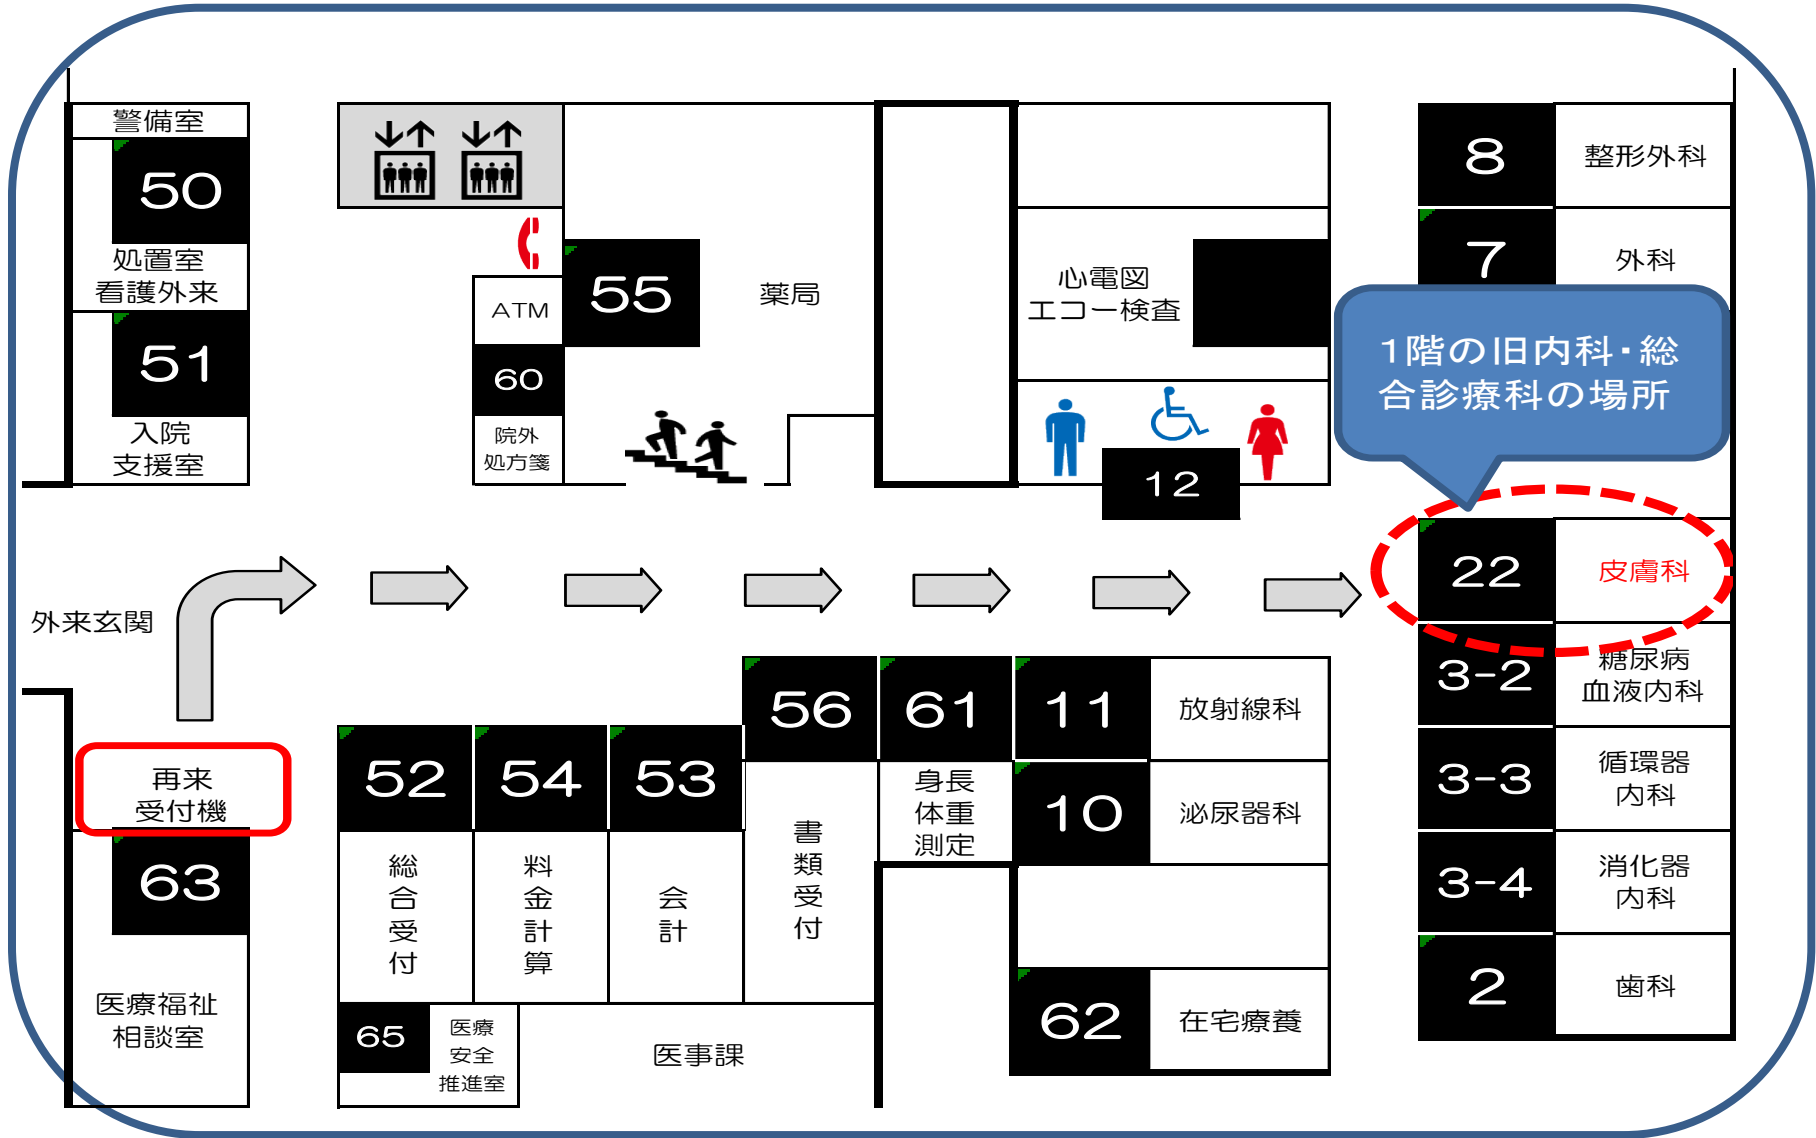 警備室
50
処置室
看護外来
51
入院
支援室
ATM
60
院外
処方箋
55
薬局
心電図
エコー検査
12
8
整形外科
7
外科
1階の旧内科・総
合診療科の場所
22
皮膚科
3-2
糖尿病
血液内科
3-3
循環器
内科
3-4
消化器
内科
2
歯科
外来玄関
再来
受付機
63
医療福祉
相談室
52
総合受付
54
料金計算
53
会計
56
書類受付
61
身長
体重
測定
11
放射線科
10
泌尿器科
62
在宅療養
65
医療
安全
推進室
医事課